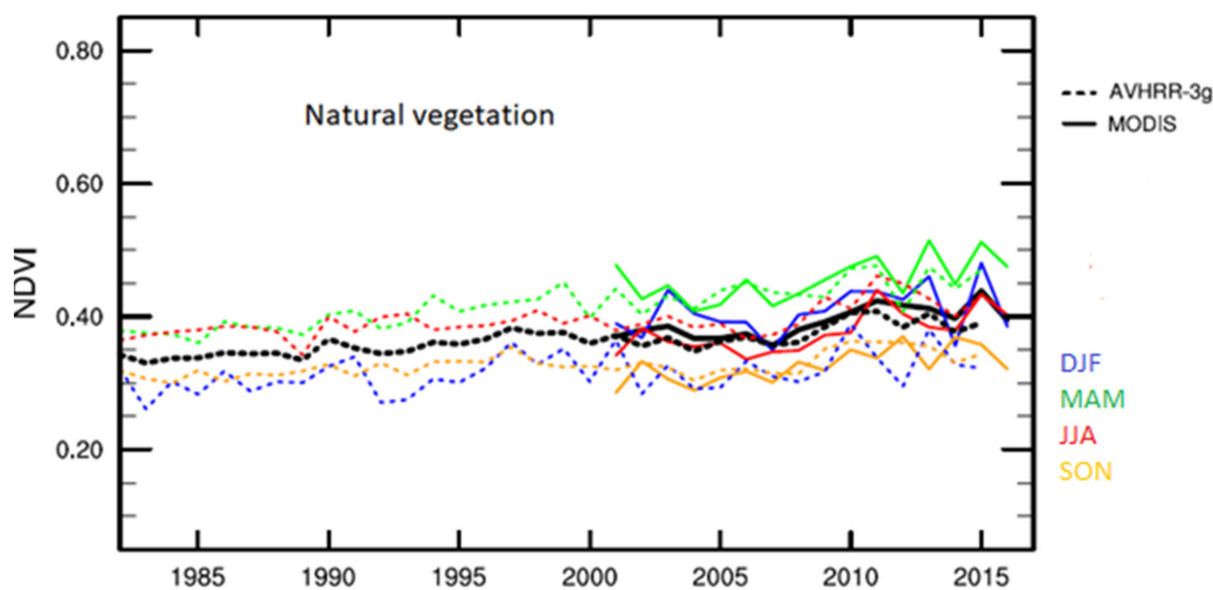 0.80
0.60
0.40
0.20
NDVI
Natural vegetation
1985 1990 1995 2000 2005 2010 2015
AVHRR-3g
MODIS
DJF
MAM
JJA
SON